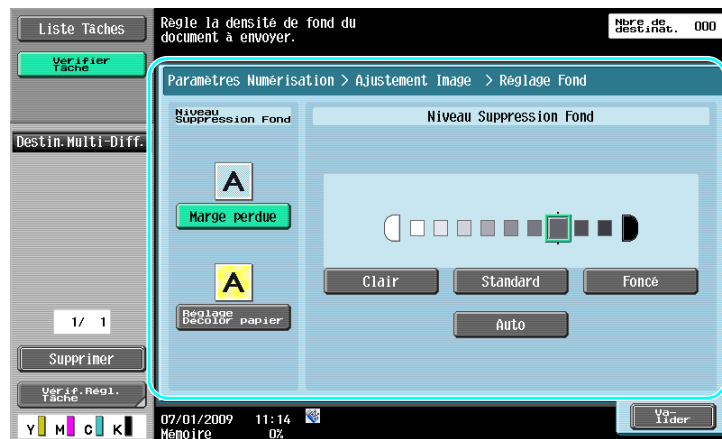 Liste Tâches
Vérifier
Tâche
Règle la densité de fond du
document à envoyer.
Nbre de
destinat.
000
Paramètres Numérisation > Ajustement Image > Réglage Fond
Niveau
Suppression Fond
Niveau Suppression Fond
Destin.Multi-Diff.
A
Marge perdue
A
Réglage
Décolor papier
Clair
Standard
Foncé
Auto
1/ 1
Supprimer
Vérif.Régl.
Tâche
Y M C K
07/01/2009 11:14
Mémoire 0%
Va-
lider